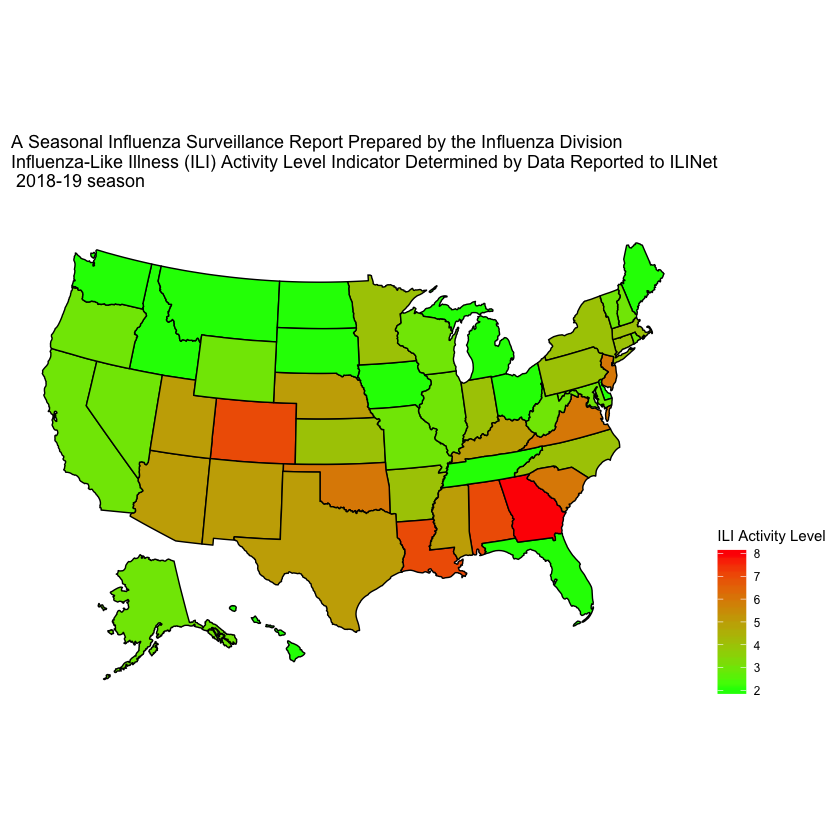 A Seasonal Influenza Surveillance Report Prepared by the Influenza Division
Influenza-Like Illness (ILI) Activity Level Indicator Determined by Data Reported to ILINet
2018-19 season
ILI Activity Level
8
7
6
5
4
3
2